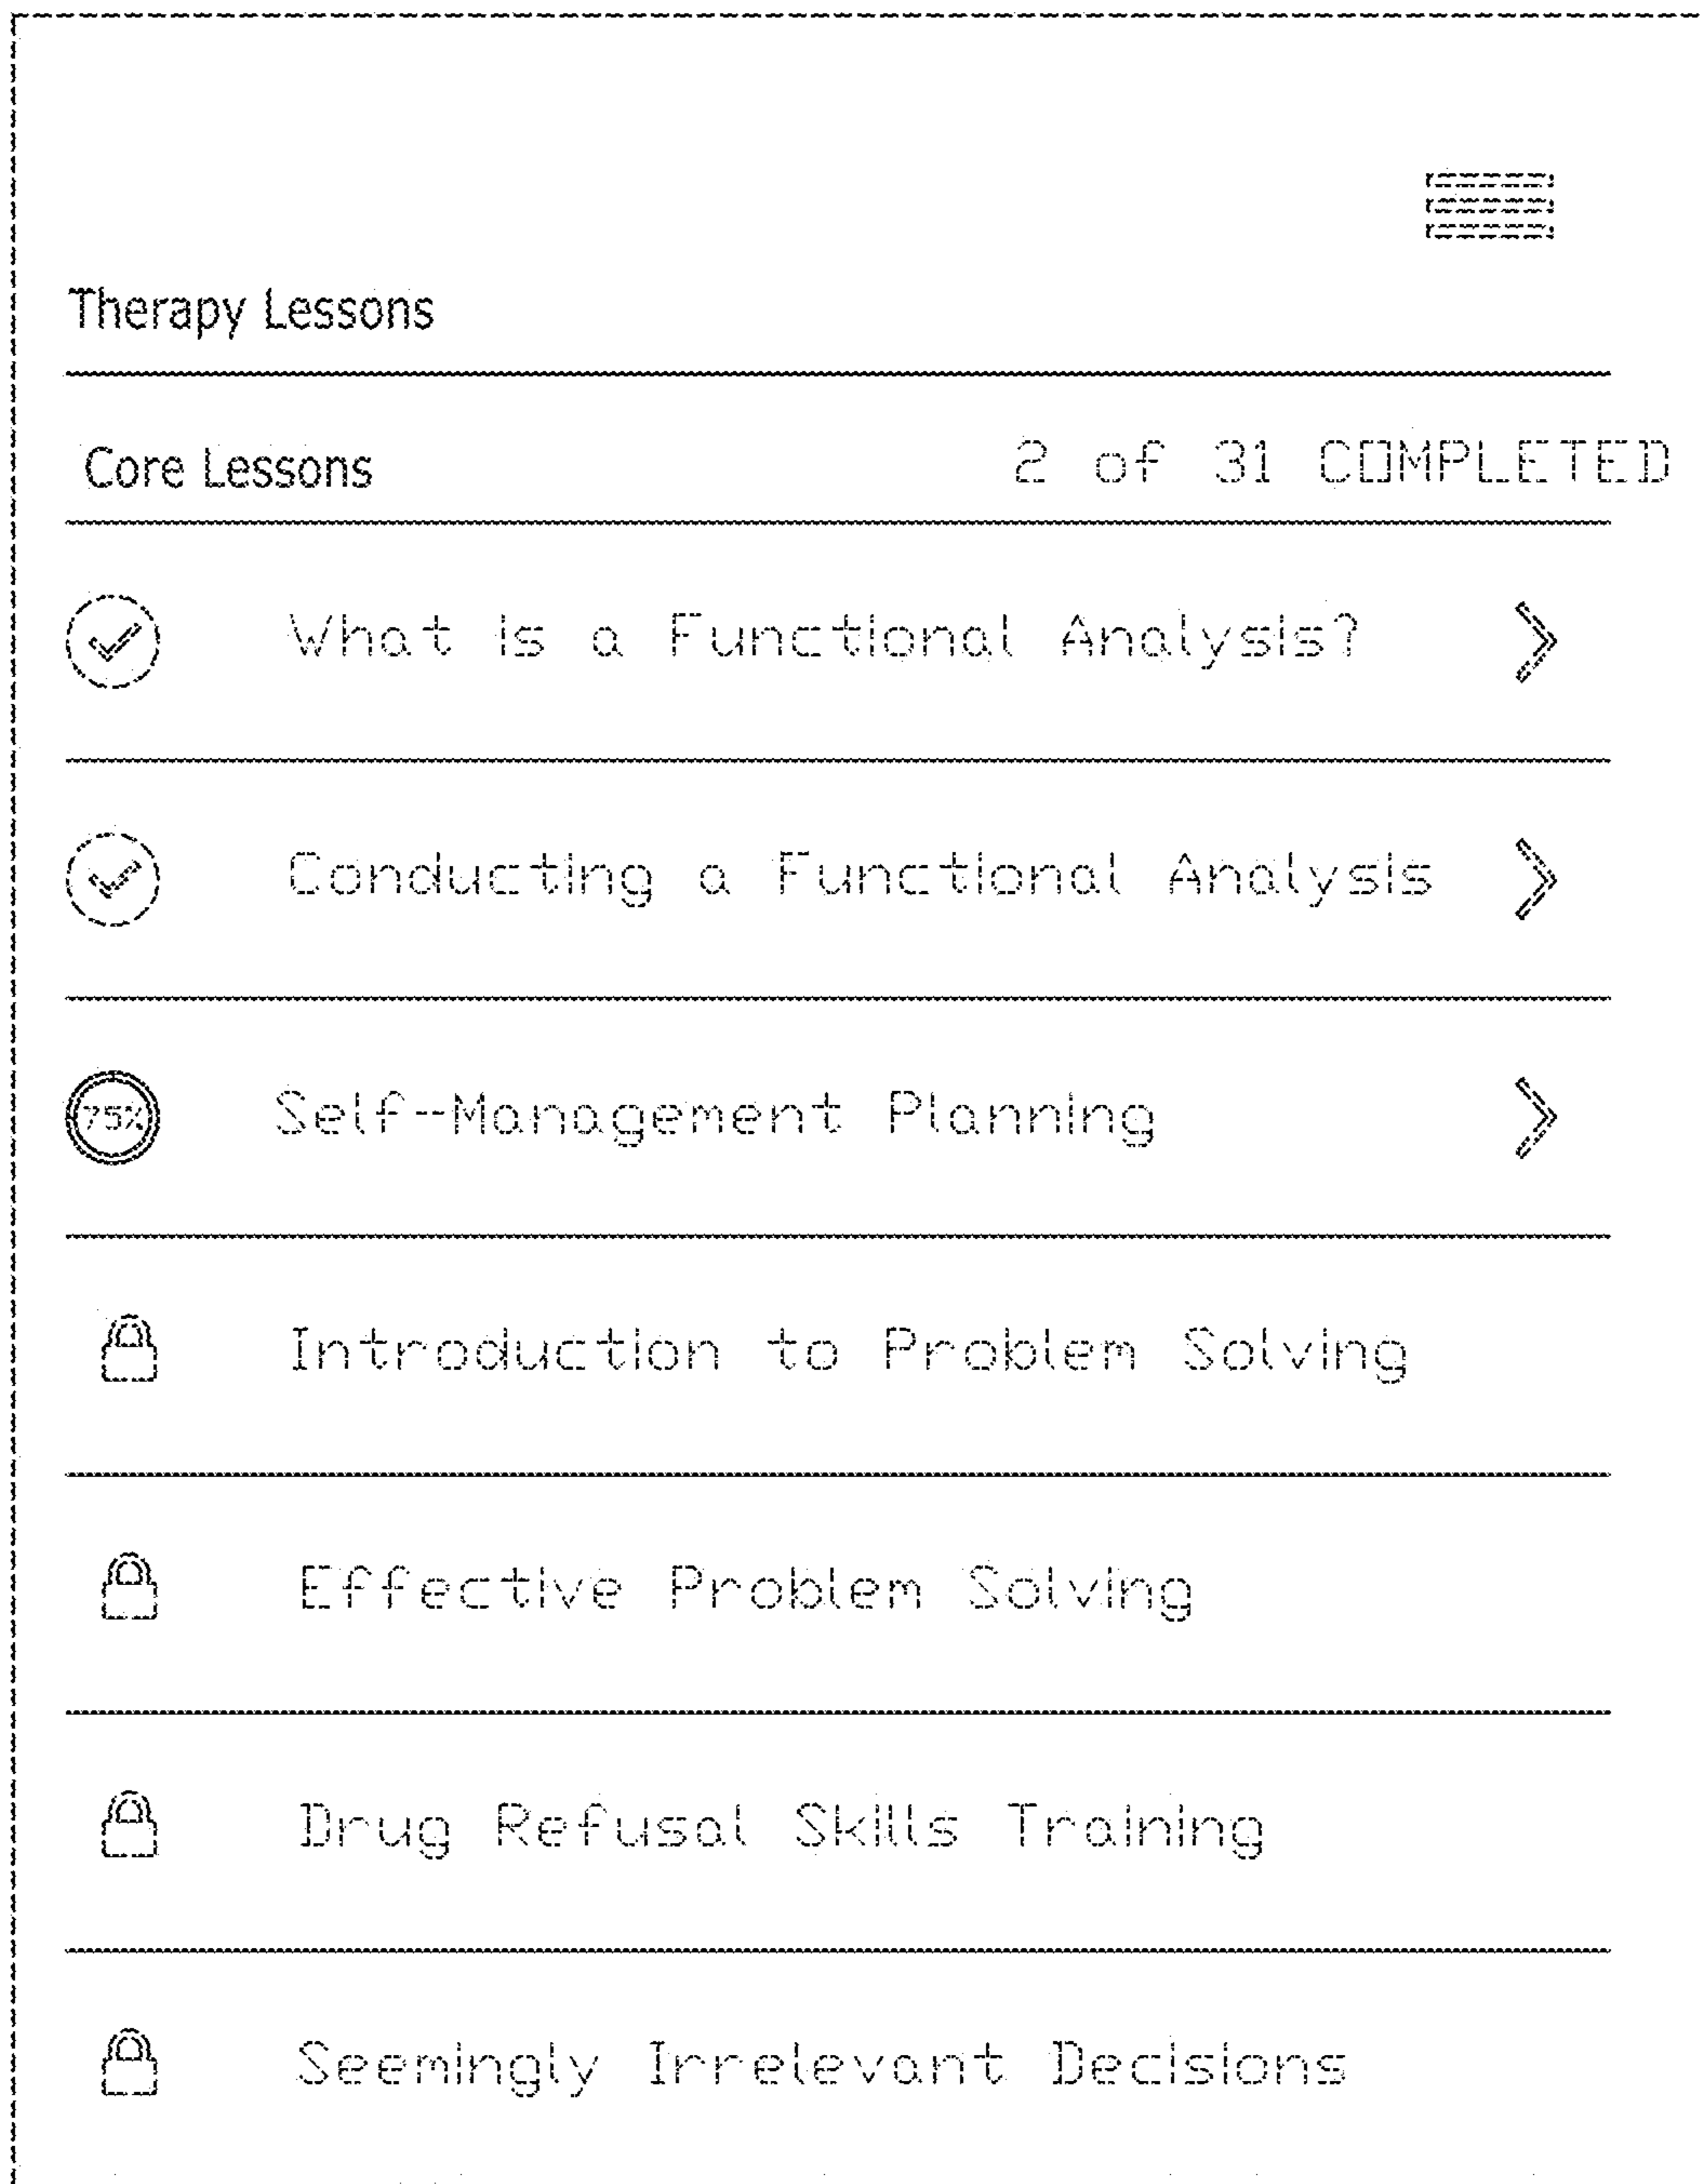 Therapy Lessons
Core Lessons 2 of 31 COMPLETED
What is a Functional Analysis?
Conducting a Functional Analysis
75% Self-Management Planning
Introduction to Problem Solving
Effective Problem Solving
Drug Refusal Skills Training
Seemingly Irrelevant Decisions